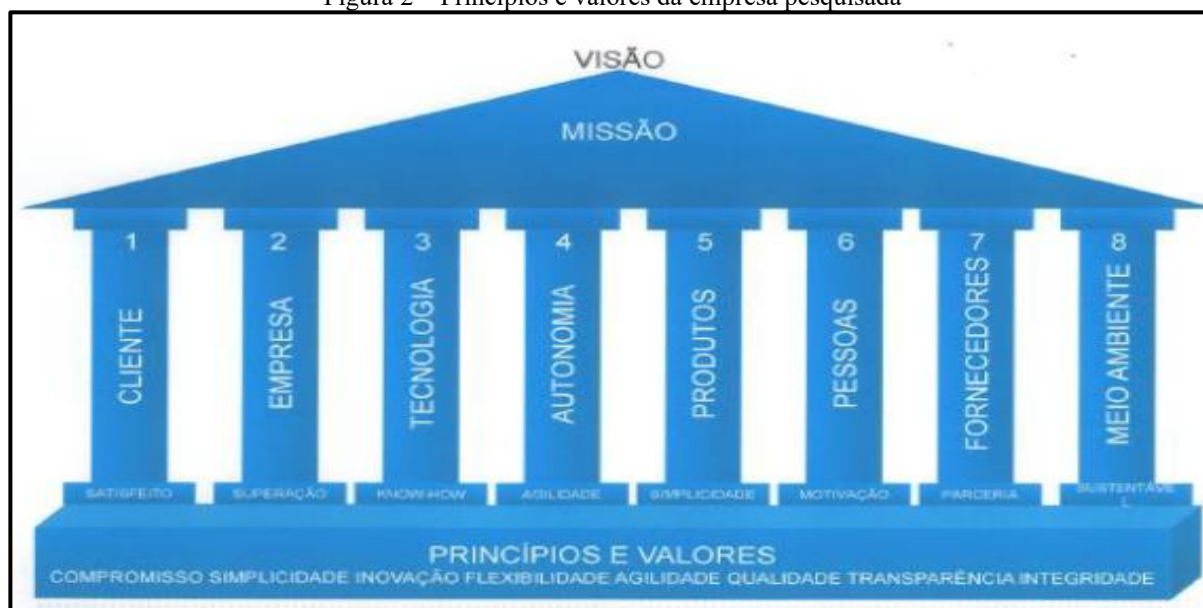 Figura 2 – Princípios e valores da empresa pesquisada
VISÃO
MISSÃO
1 2 3 4 5 6 7 8
CLIENTE
EMPRESA
TECNOLOGIA
AUTONOMIA
PRODUTOS
PESSOAS
FORNECEDORES
MEIO AMBIENTE
SATISFEITO SUPERAÇÃO KNOW-HOW AGILIDADE SIMPLICIDADE MOTIVAÇÃO PARCERIA SUSTENTÁVE
L
PRINCÍPIOS E VALORES
COMPROMISSO SIMPLICIDADE INOVAÇÃO FLEXIBILIDADE AGILIDADE QUALIDADE TRANSPARÊNCIA INTEGRIDADE